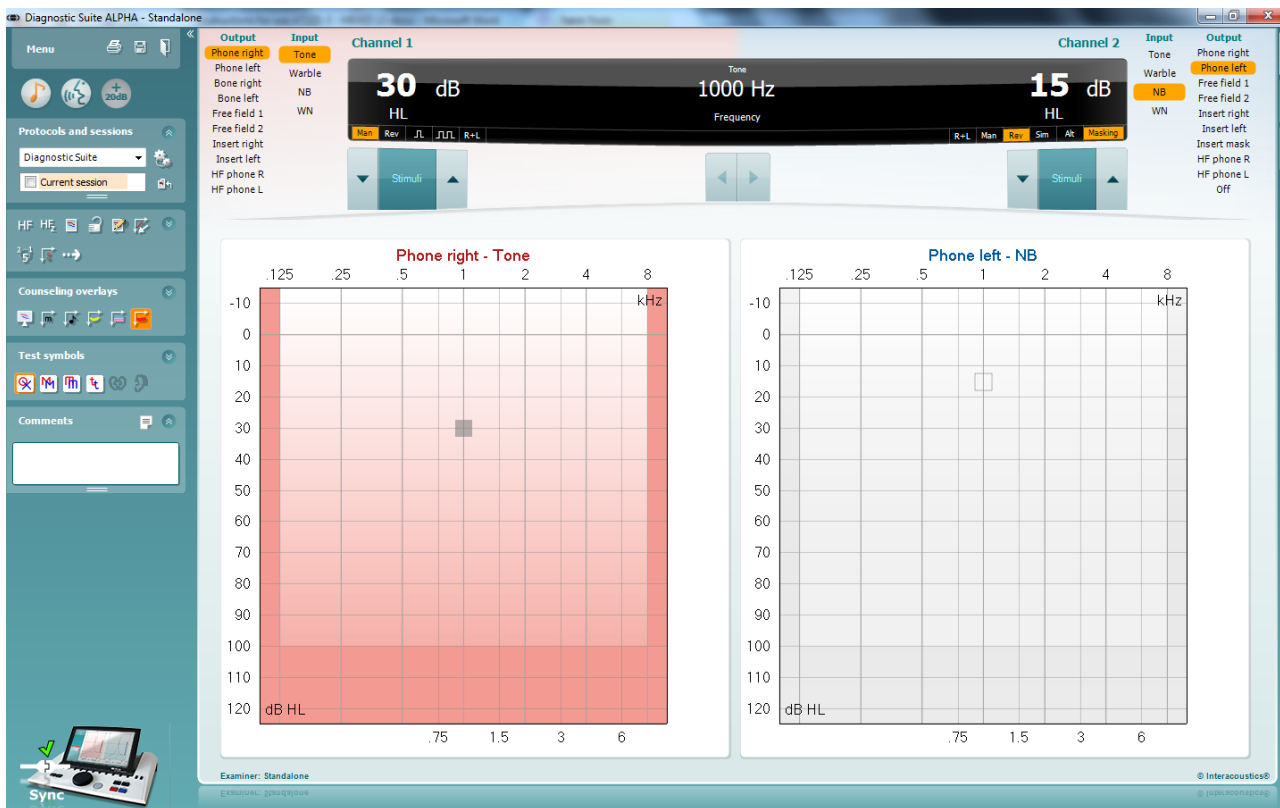 Diagnostic Suite ALPHA - Standalone
Menu
+
20dB
Protocols and sessions
Diagnostic Suite
Current session
HF HF2
Counseling overlays
Test symbols
Comments
Sync
Output Input Channel 1 Channel 2 Input Output
Phone right Tone Tone Phone right
Phone left Warble Warble Phone left
Bone right NB NB Free field 1
Bone left WN WN Free field 2
Free field 1 Insert right
Free field 2 Insert left
Insert right Insert mask
Insert left HF phone R
HF phone R HF phone L
HF phone L Off
Tone
30 dB 1000 Hz 15 dB
HL Frequency HL
Man Rev R+L R+L Man Rev Sim Alt Masking
Stimuli Stimuli
Phone right - Tone
.125 .25 .5 1 2 4 8
kHz
-10
0
10
20
30
40
50
60
70
80
90
100
110
120 dB HL
.75 1.5 3 6
Phone left - NB
.125 .25 .5 1 2 4 8
kHz
-10
0
10
20
30
40
50
60
70
80
90
100
110
120 dB HL
.75 1.5 3 6
Examiner: Standalone © Interacoustics®